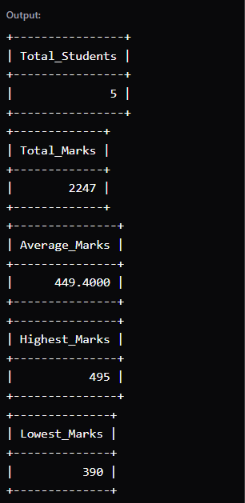 Output:
+----------------+
| Total_Students |
+----------------+
|              5 |
+----------------+
+-------------+
| Total_Marks |
+-------------+
|        2247 |
+-------------+
+---------------+
| Average_Marks |
+---------------+
|      449.4000 |
+---------------+
+---------------+
| Highest_Marks |
+---------------+
|           495 |
+---------------+
+--------------+
| Lowest_Marks |
+--------------+
|          390 |
+--------------+